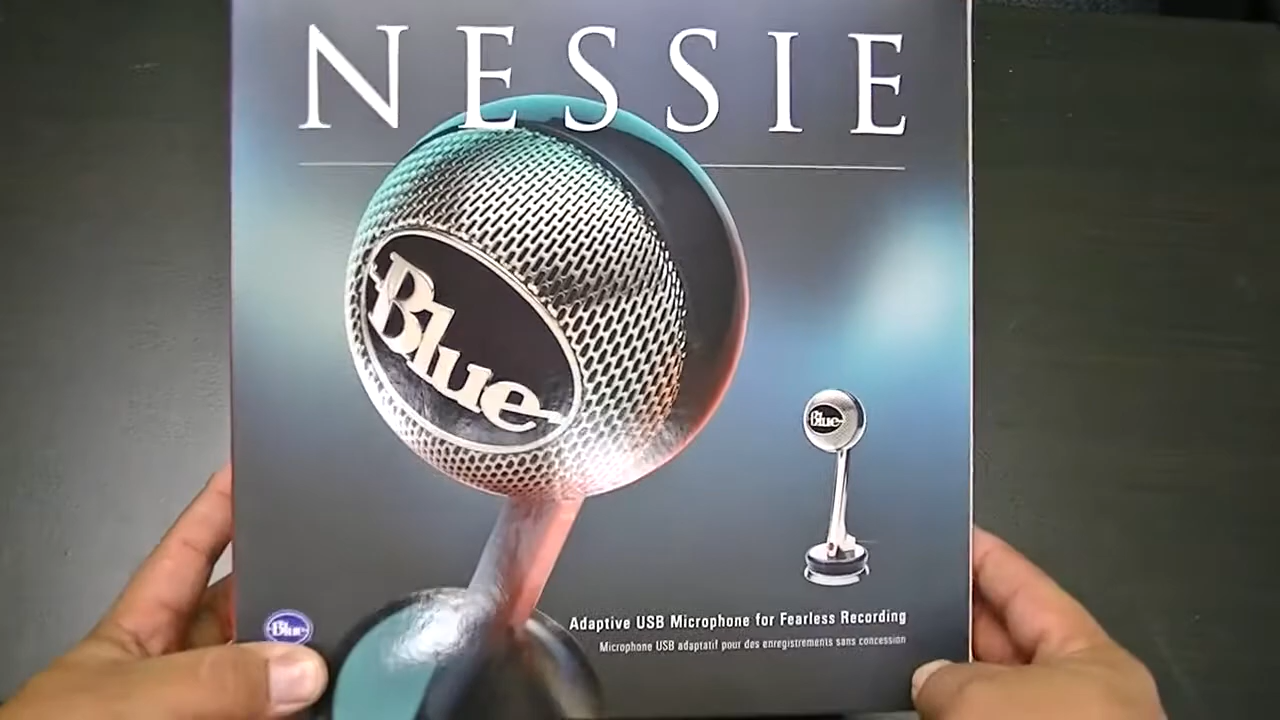 NESSIE
Blue
Blue
Adaptive USB Microphone for Fearless Recording
Microphone USB adaptatif pour des enregistrements sans concession
Blue